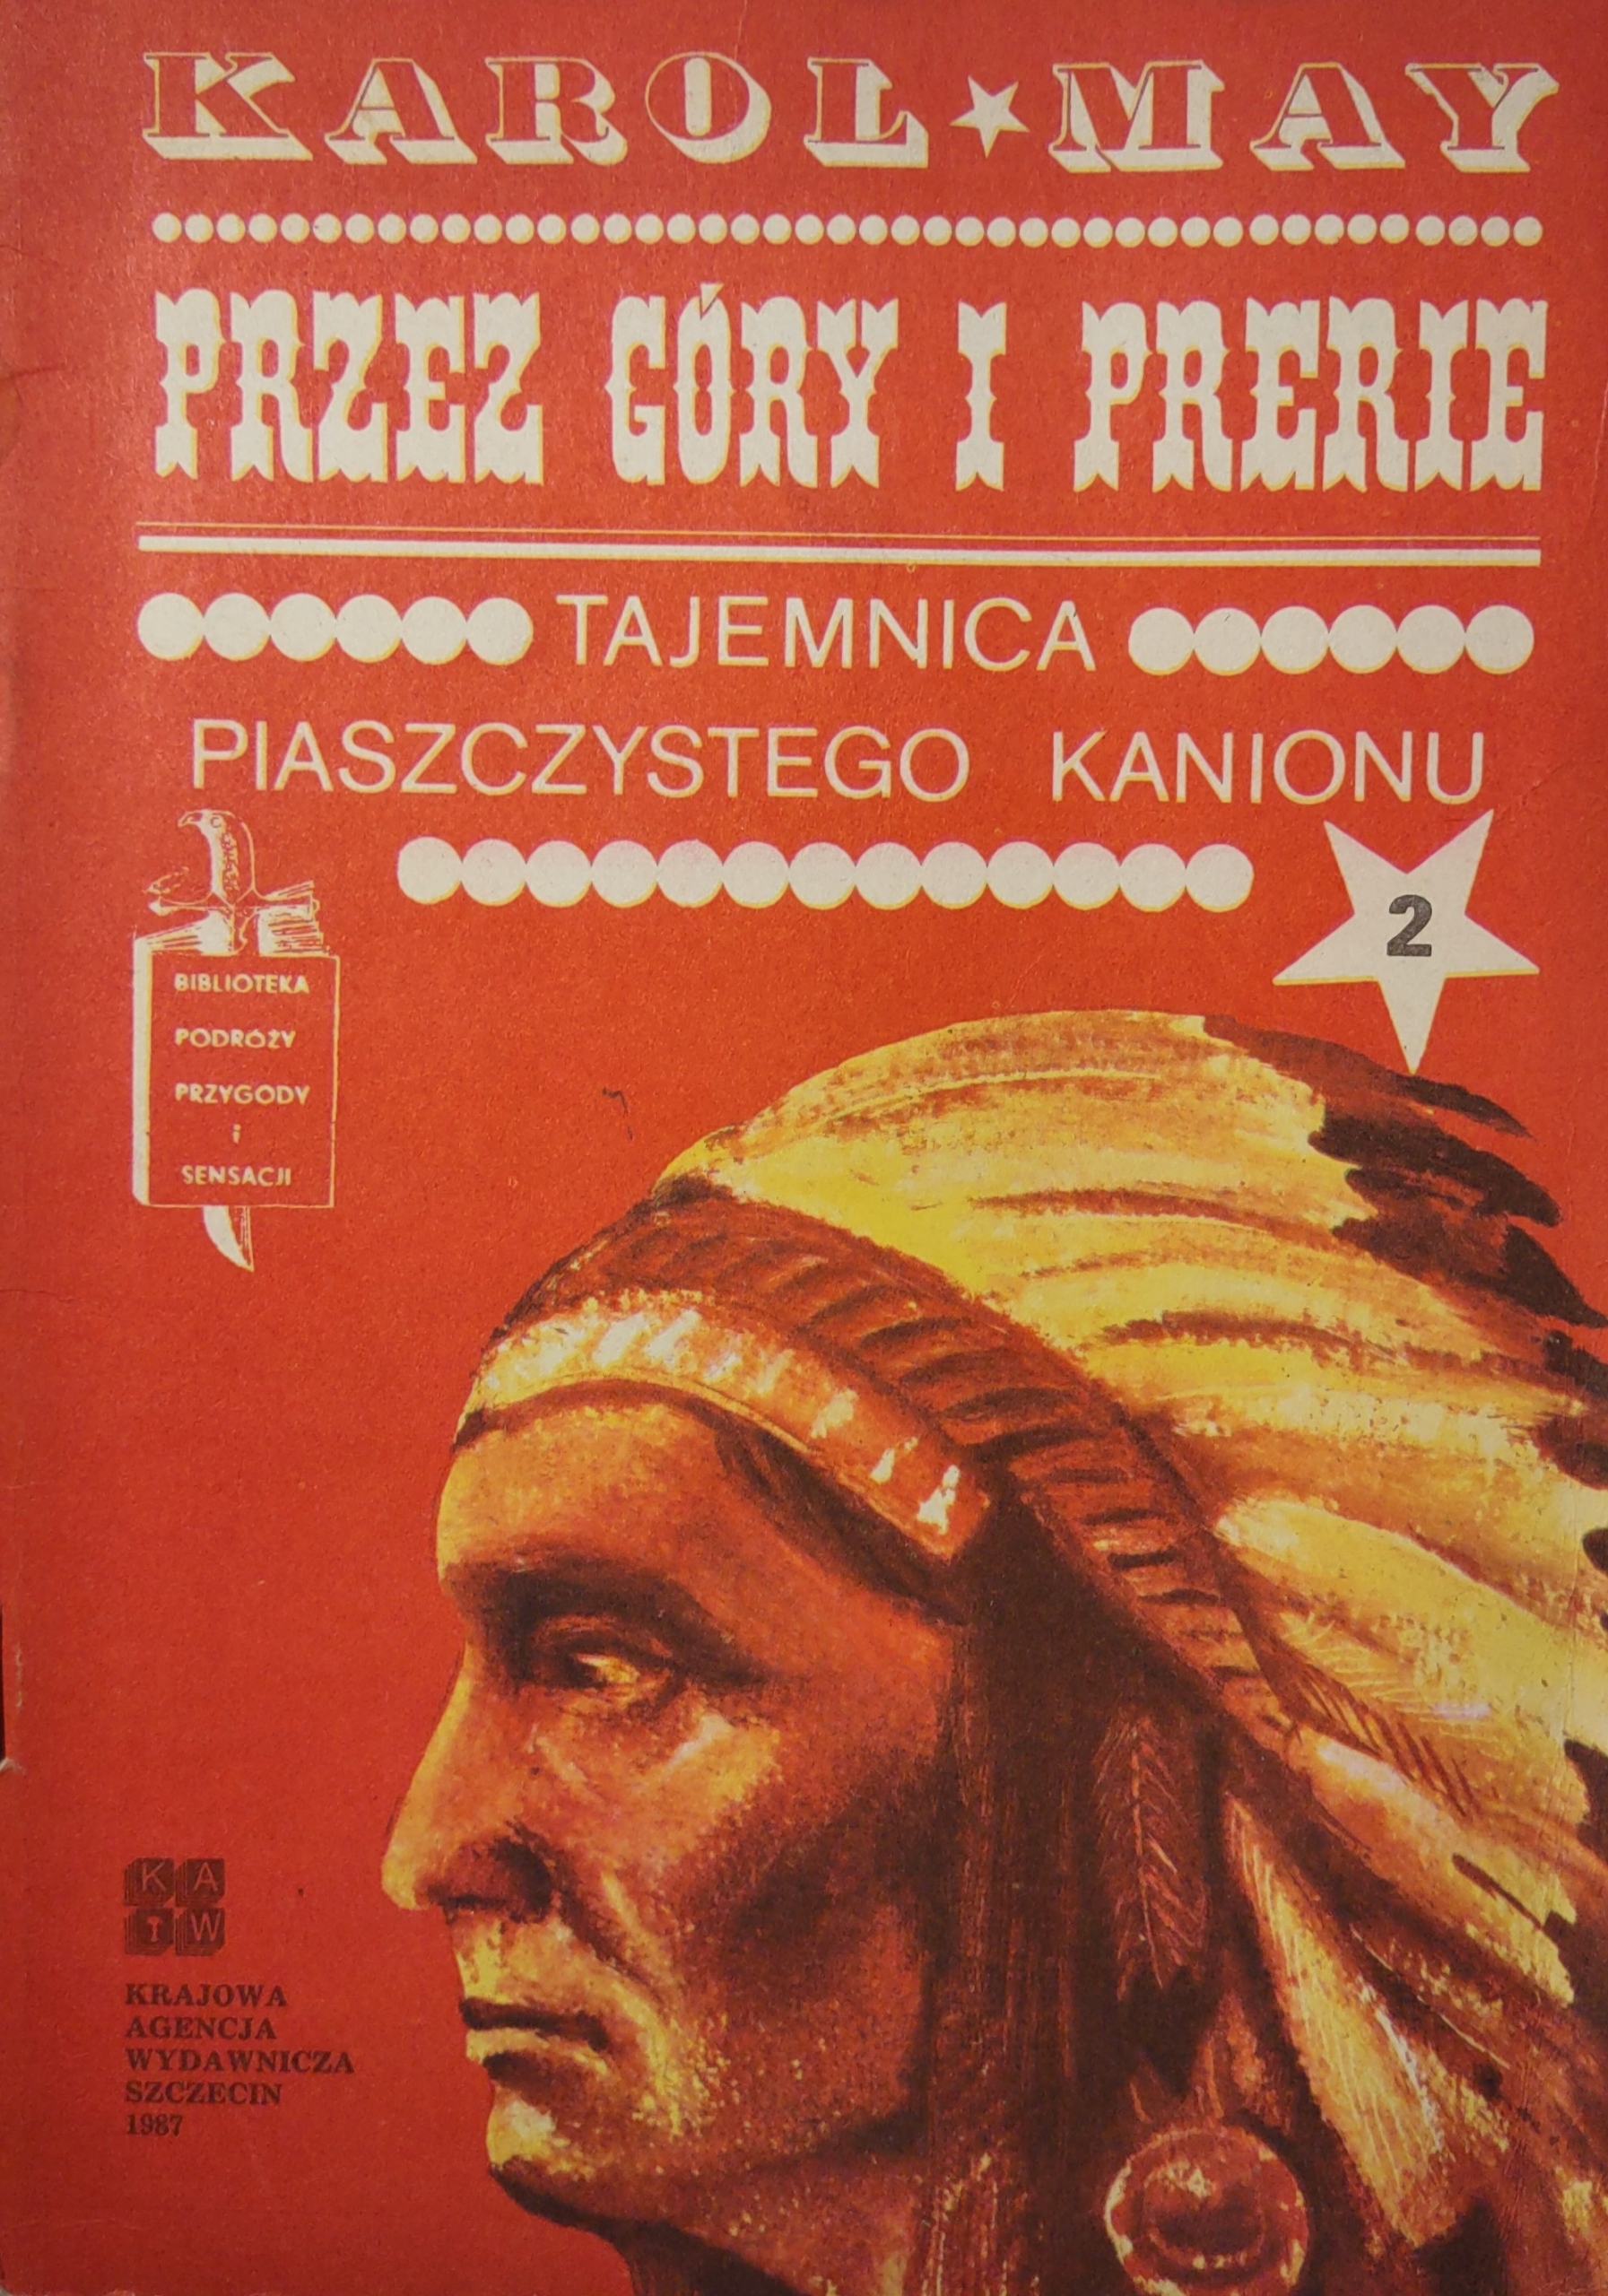 KAROL★MAY
PRZEZ GÓRY I PRERIE
TAJEMNICA
PIASZCZYSTEGO KANIONU
2
BIBLIOTEKA
PODRÓŻY
PRZYGODY
i
SENSACJI
K A
I W
KRAJOWA
AGENCJA
WYDAWNICZA
SZCZECIN
1987